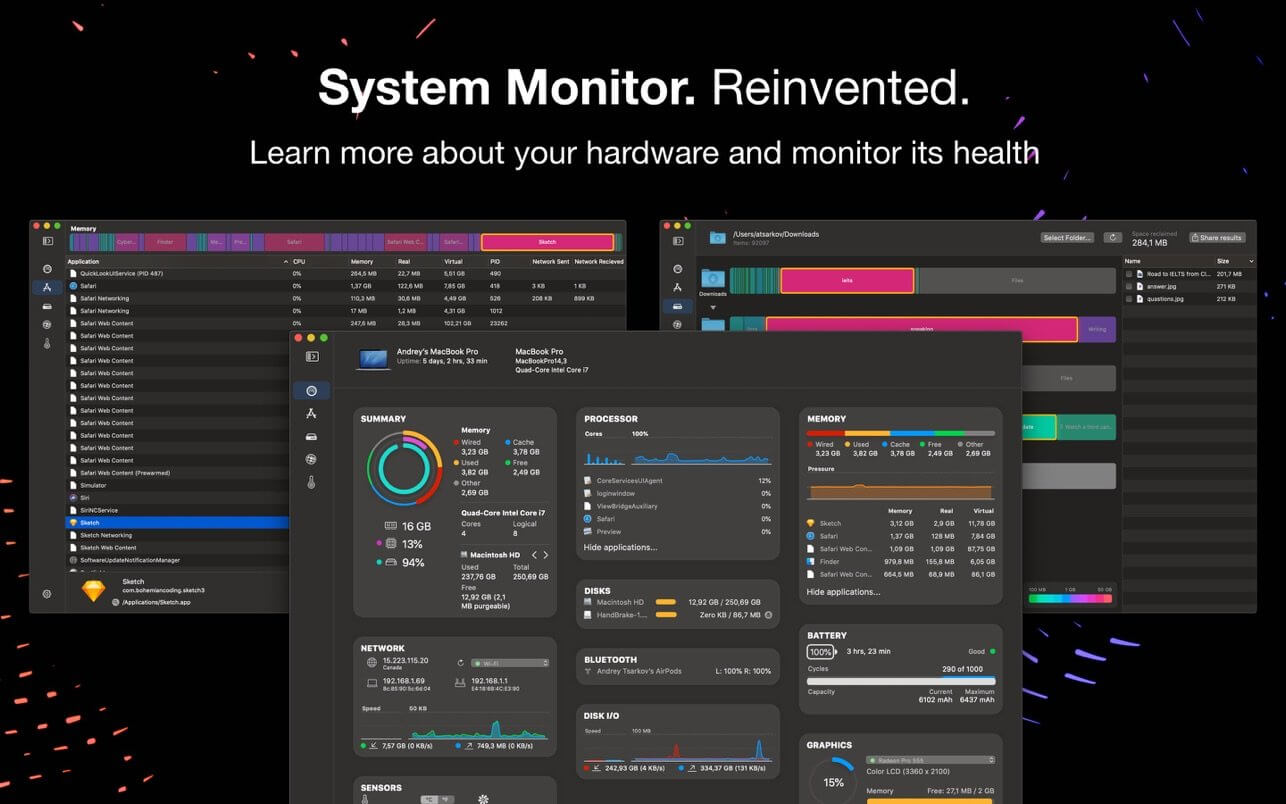 System Monitor. Reinvented.
Learn more about your hardware and monitor its health
Memory
Cyber... Finder Me... Pre... Safari Safari Web C... Safari... Sketch
Application CPU Memory Real Virtual PID Network Sent Network Recieved
QuickLookUIService (PID 487) 0% 264,5 MB 22,7 MB 5,51 GB 490
Safari 0% 1,37 GB 122,6 MB 7,85 GB 418 3 KB 1 KB
Safari Networking 0% 110,3 MB 30,6 MB 4,49 GB 526 208 KB 899 KB
Safari Networking 0% 17 MB 1,2 MB 4,31 GB 1012
Safari Web Content 0% 247,6 MB 28,3 MB 102,21 GB 23262
Safari Web Content
Safari Web Content
Safari Web Content
Safari Web Content
Safari Web Content
Safari Web Content
Safari Web Content
Safari Web Content
Safari Web Content
Safari Web Content
Safari Web Content
Safari Web Content (Prewarmed)
Simulator
Siri
SiriNCService
Sketch
Sketch Networking
Sketch Web Content
SoftwareUpdateNotificationManager
Sketch
com.bohemiancoding.sketch3
/Applications/Sketch.app
/Users/atsarkov/Downloads
Items: 92097
Select Folder...
Space reclaimed
284,1 MB
Share results
Downloads
Ielts
Files
speaking
Writing
Files
Name Size
Road to IELTS from Cl... 201,7 MB
answer.jpg 271 KB
questions.jpg 212 KB
100 MB 1 GB 50 GB
Andrey's MacBook Pro
Uptime: 5 days, 2 hrs, 33 min
MacBook Pro
MacBookPro14,3
Quad-Core Intel Core i7
SUMMARY
Memory
Wired
3,23 GB
Cache
3,78 GB
Used
3,82 GB
Free
2,49 GB
Other
2,69 GB
Quad-Core Intel Core i7
Cores
4
Logical
8
16 GB
13%
94%
Macintosh HD
Used
237,76 GB
Total
250,69 GB
Free
12,92 GB (2,1
MB purgeable)
PROCESSOR
Cores 100%
CoreServicesUIAgent 12%
loginwindow 0%
ViewBridgeAuxiliary 0%
Safari 0%
Preview 0%
Hide applications...
MEMORY
Wired Used Cache Free Other
3,23 GB 3,82 GB 3,78 GB 2,49 GB 2,69 GB
Pressure
Memory Real Virtual
Sketch 3,12 GB 2,9 GB 11,78 GB
Safari 1,37 GB 128 MB 7,84 GB
Safari Web Con... 1,09 GB 1,09 GB 87,75 GB
Finder 979,8 MB 155,8 MB 6,05 GB
Safari Web Con... 664,5 MB 68,9 MB 86,1 GB
Hide applications...
DISKS
Macintosh HD 12,92 GB / 250,69 GB
HandBrake-1.... Zero KB / 86,7 MB
NETWORK
15.223.115.20
Canada
Wi-Fi
192.168.1.69
192.168.1.1
Speed 50 KB
7,57 GB (0 KB/s) 749,3 MB (0 KB/s)
BLUETOOTH
Andrey Tsarkov's AirPods L: 100% R: 100%
DISK I/O
Speed 100 MB
242,93 GB (4 KB/s) 334,37 GB (131 KB/s)
BATTERY
100% 3 hrs, 23 min Good
Cycles 290 of 1000
Capacity Current Maximum
6102 mAh 6437 mAh
GRAPHICS
Radeon Pro 555
Color LCD (3360 x 2100)
15%
Memory Free: 27,1 MB / 2 GB
SENSORS
°C °F